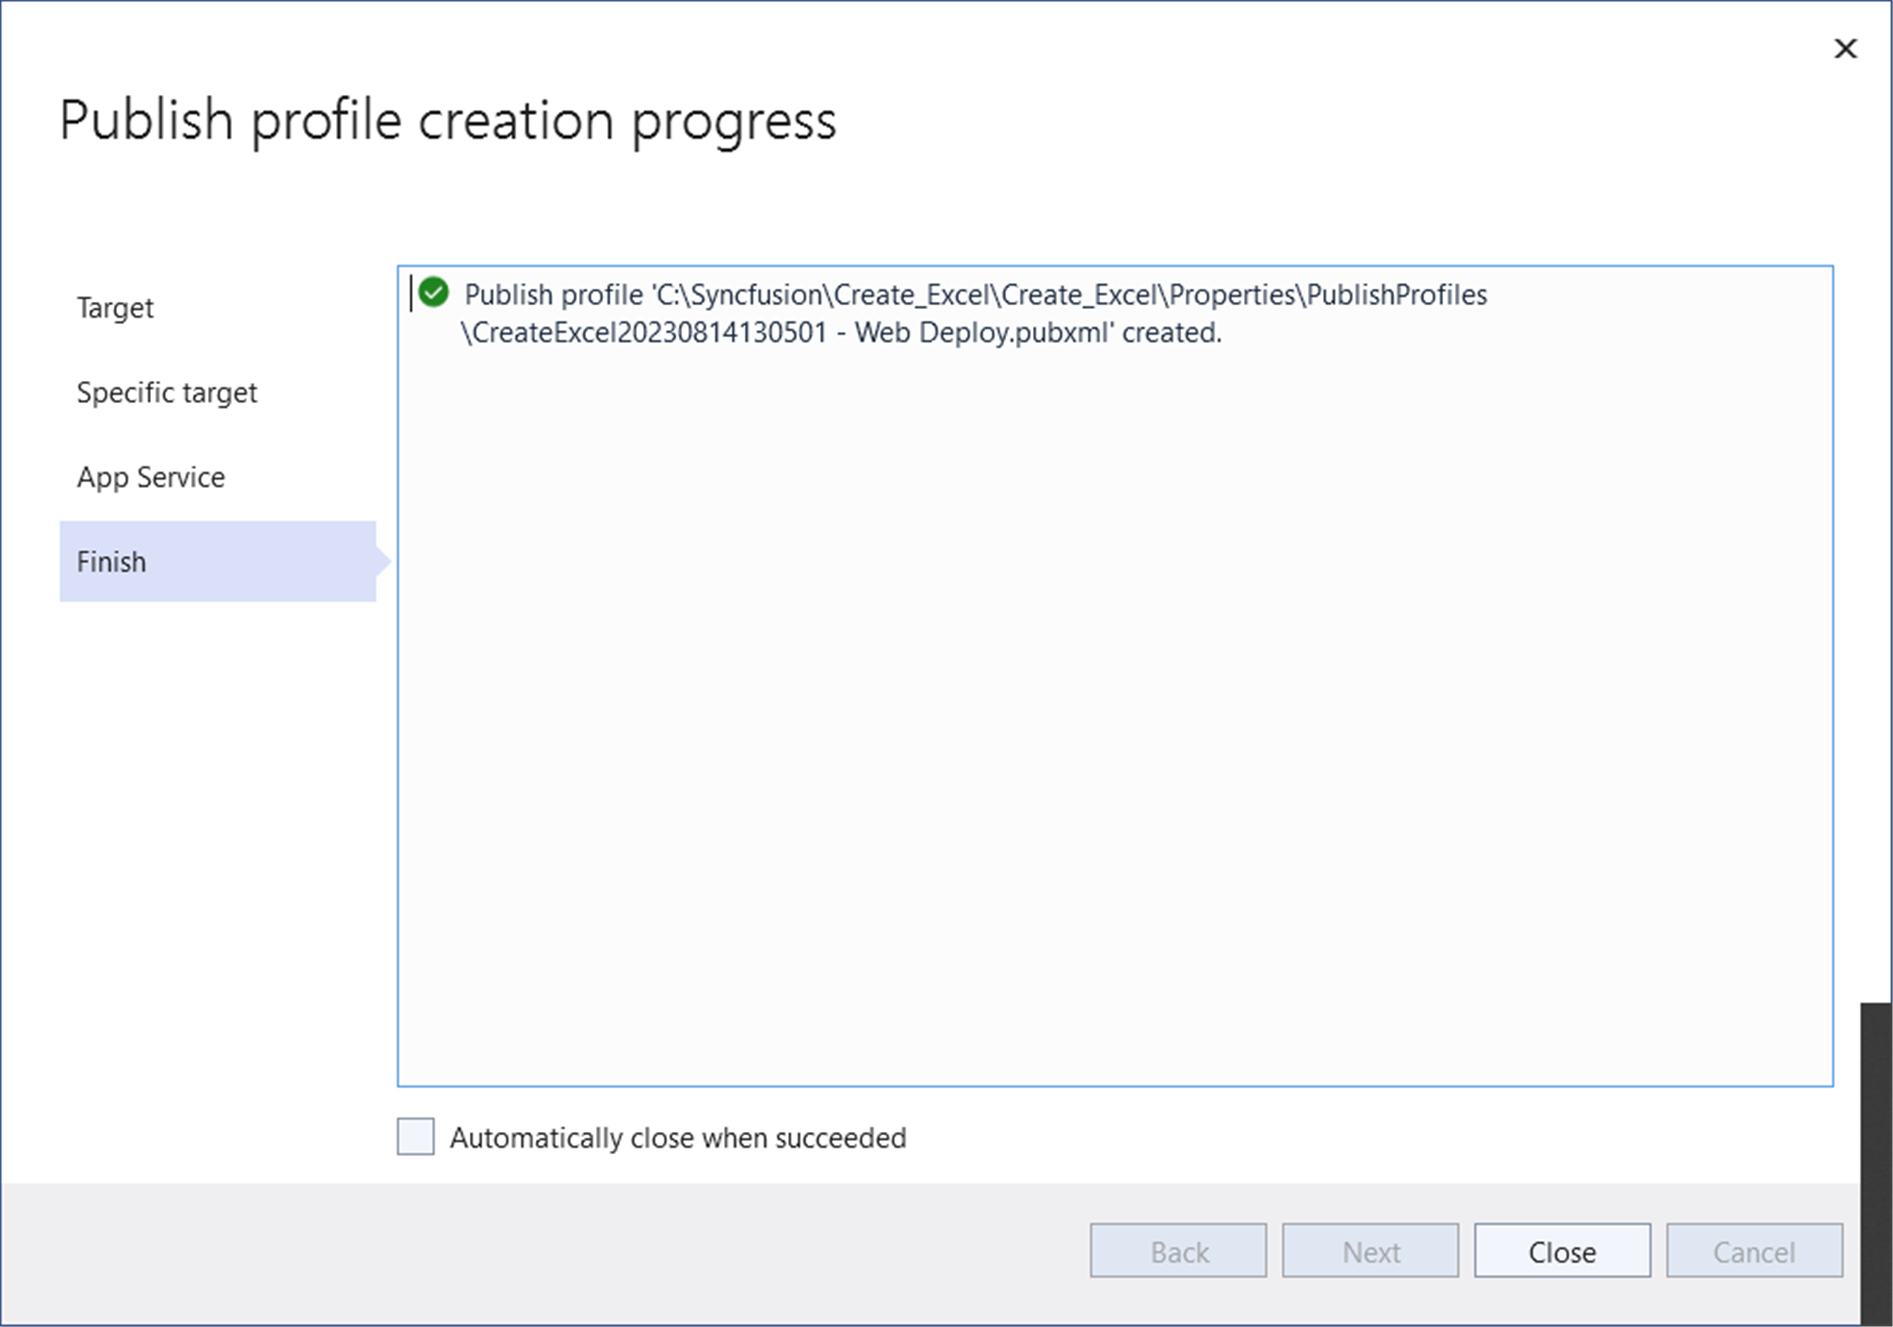 Publish profile creation progress
Target
Specific target
App Service
Finish
Publish profile 'C:\Syncfusion\Create_Excel\Create_Excel\Properties\PublishProfiles
\CreateExcel20230814130501 - Web Deploy.pubxml' created.
Automatically close when succeeded
Back
Next
Close
Cancel